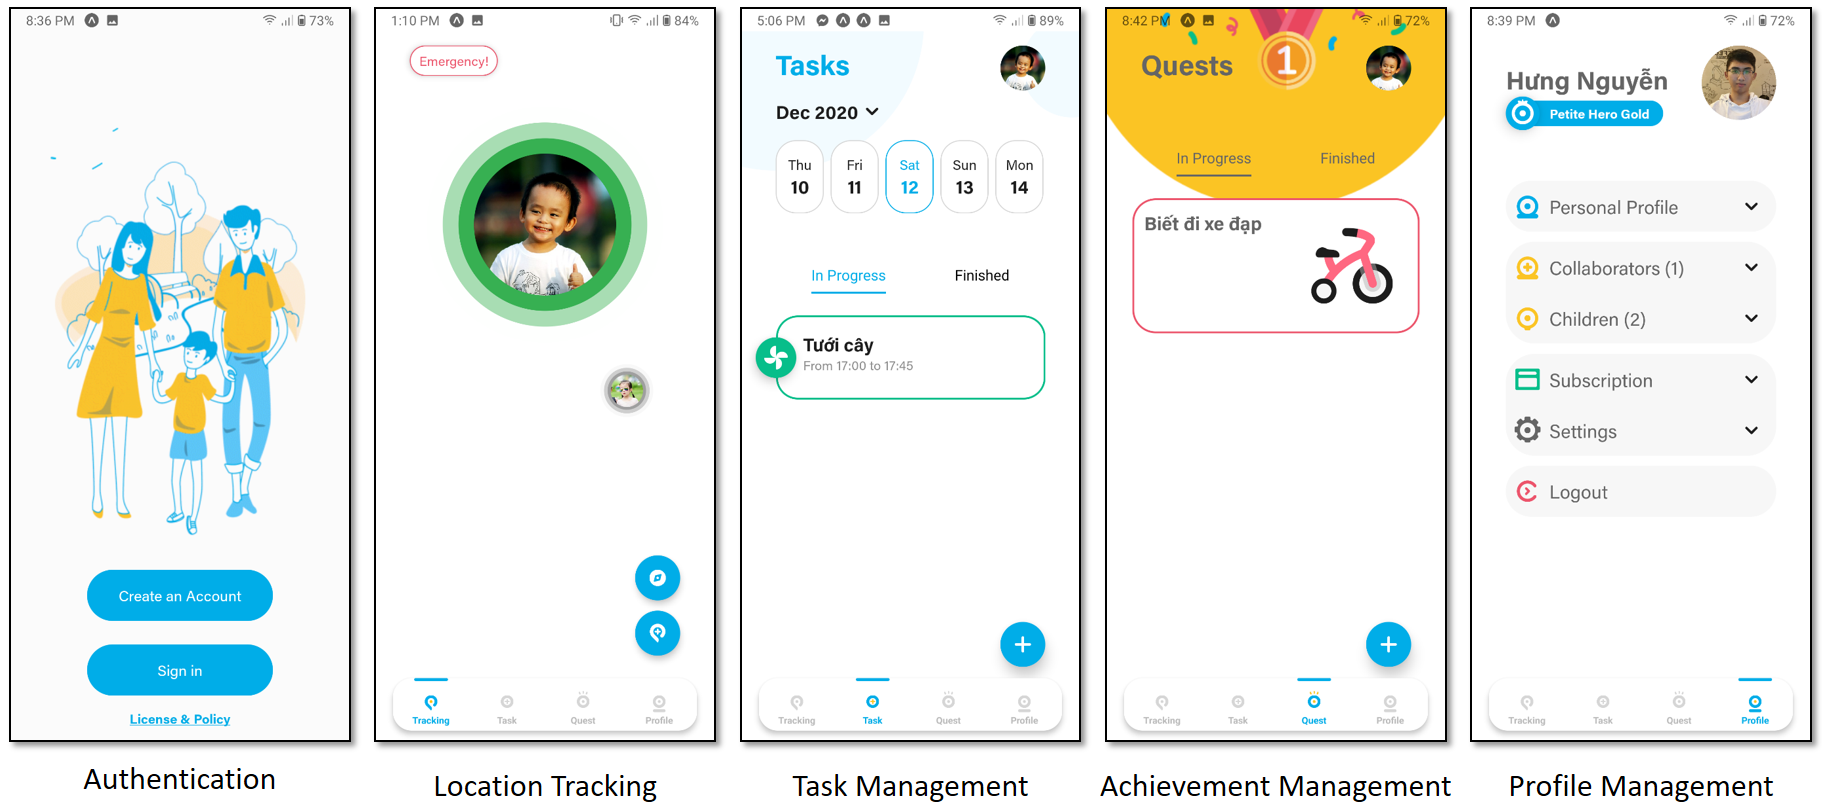 8:36 PM 73%
Create an Account
Sign in
License & Policy
Authentication
1:10 PM 84%
Emergency!
Tracking Task Quest Profile
Location Tracking
5:06 PM 89%
Tasks
Dec 2020
Thu Fri Sat Sun Mon
10 11 12 13 14
In Progress Finished
Tưới cây
From 17:00 to 17:45
Tracking Task Quest Profile
Task Management
8:42 PM 72%
Quests 1
In Progress Finished
Biết đi xe đạp
Tracking Task Quest Profile
Achievement Management
8:39 PM 72%
Hưng Nguyễn
Petite Hero Gold
Personal Profile
Collaborators (1)
Children (2)
Subscription
Settings
Logout
Tracking Task Quest Profile
Profile Management